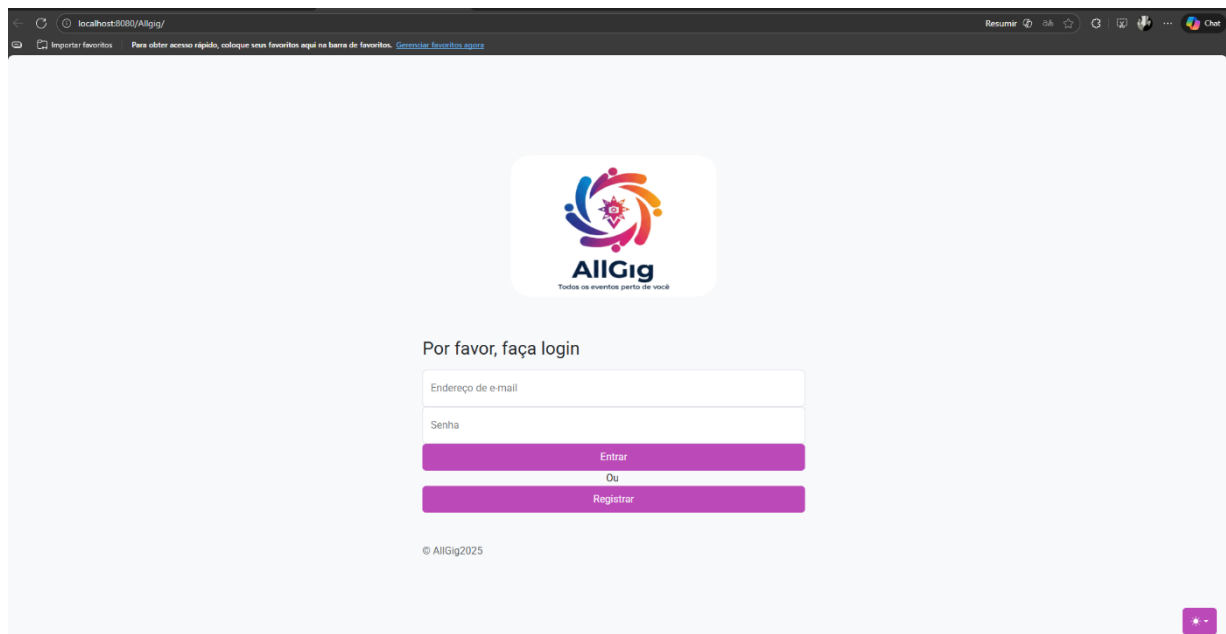 localhost:8080/Allgig/
Resumir
Chat
Importar favoritos
Para obter acesso rápido, coloque seus favoritos aqui na barra de favoritos. Gerenciar favoritos agora
AllGig
Todos os eventos perto de você
Por favor, faça login
Endereço de e-mail
Senha
Entrar
Ou
Registrar
© AllGig2025